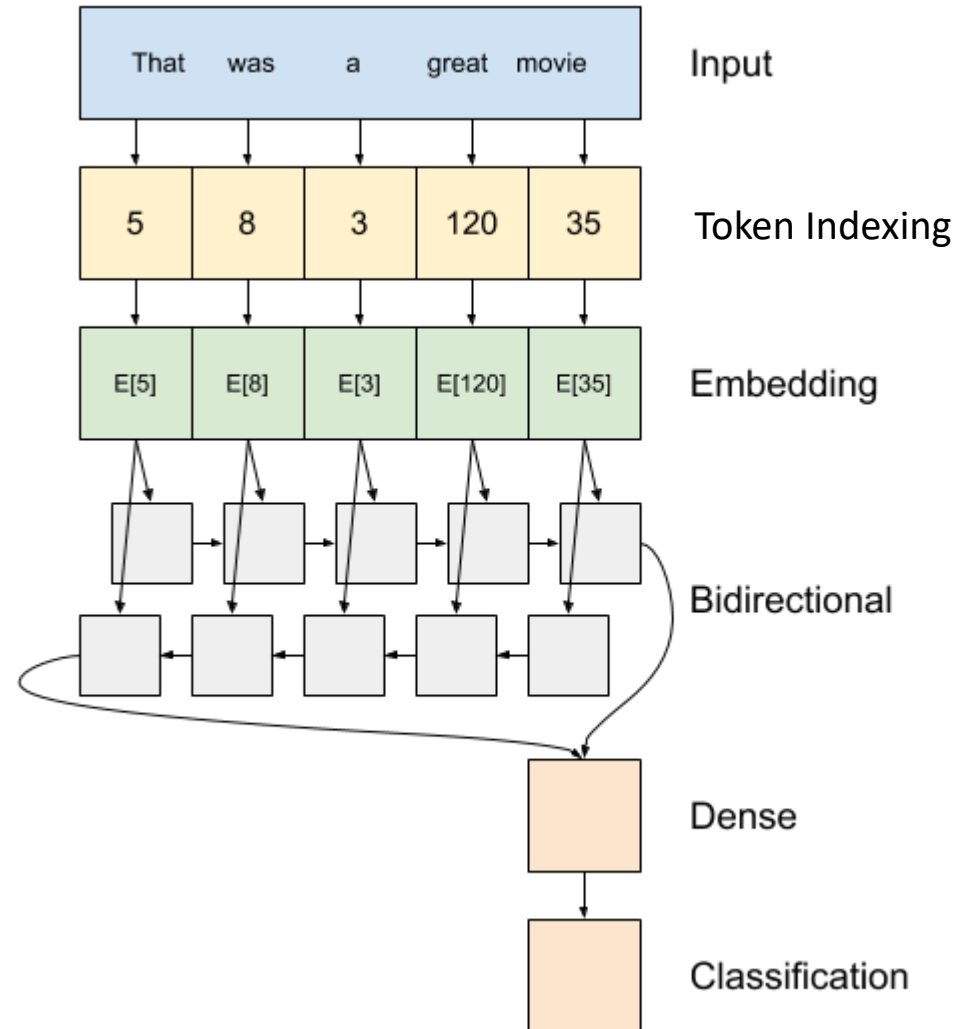 That was a great movie Input
5 8 3 120 35 Token Indexing
E[5] E[8] E[3] E[120] E[35] Embedding
Bidirectional
Dense
Classification